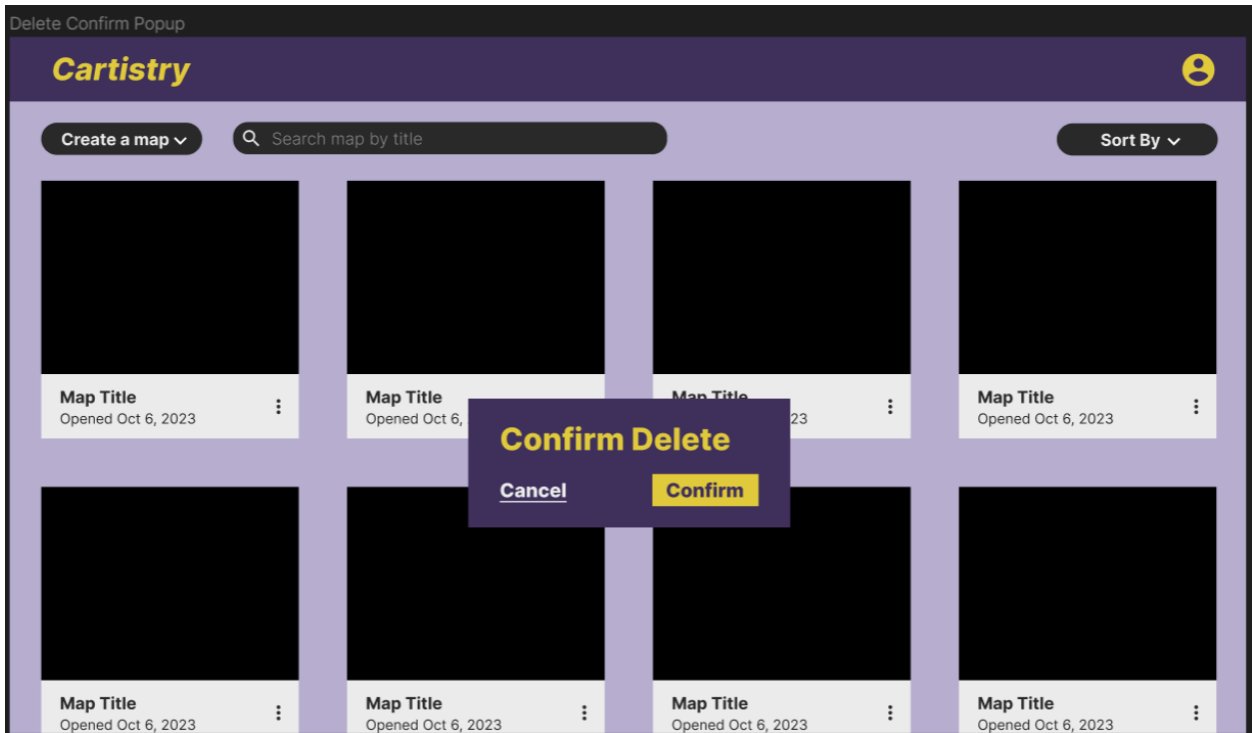 Delete Confirm Popup
Cartistry
Create a map
Search map by title
Sort By
Map Title
Opened Oct 6, 2023
Map Title
Opened Oct 6,
Map Title
23
Map Title
Opened Oct 6, 2023
Confirm Delete
Cancel
Confirm
Map Title
Opened Oct 6, 2023
Map Title
Opened Oct 6, 2023
Map Title
Opened Oct 6, 2023
Map Title
Opened Oct 6, 2023